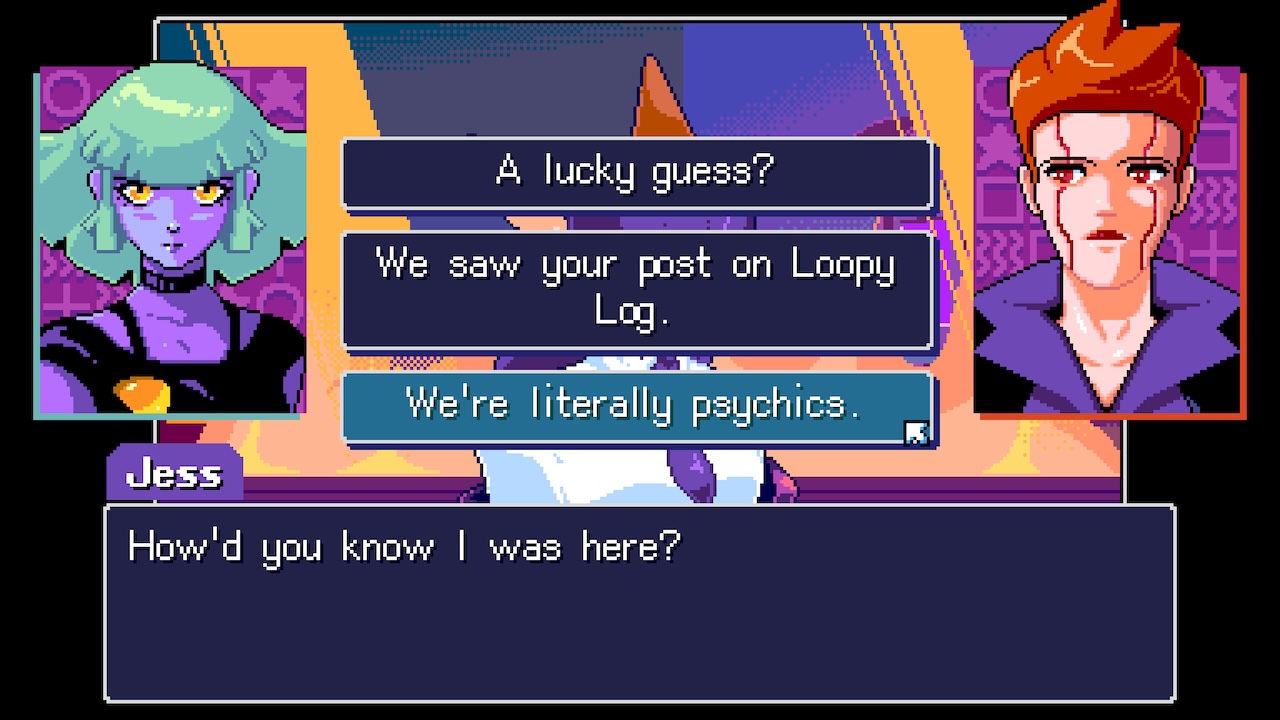 A lucky guess?
We saw your post on Loopy
Log.
We're literally psychics.
Jess
How'd you know I was here?